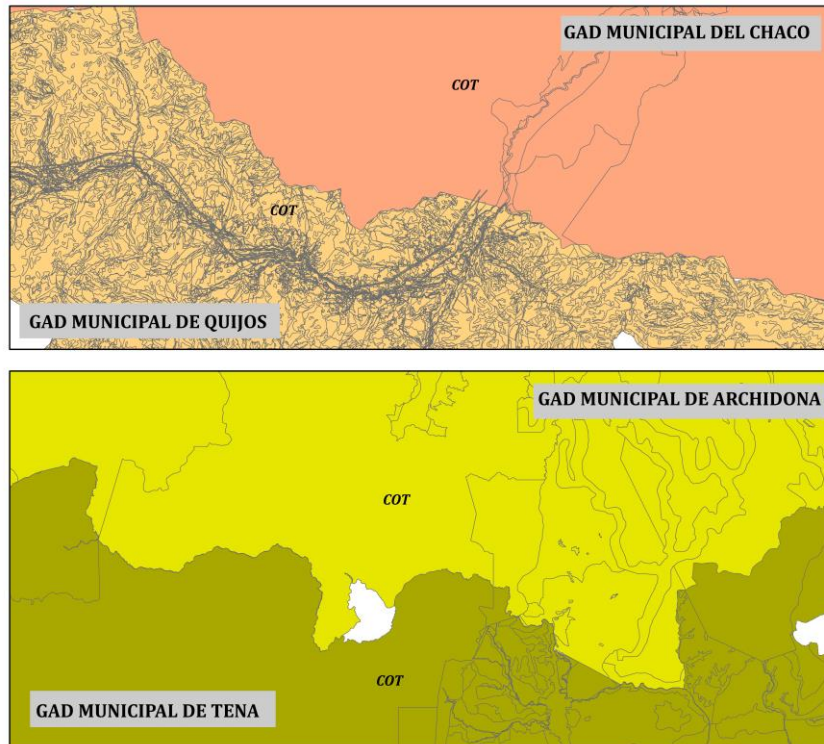 GAD MUNICIPAL DEL CHACO
COT
COT
GAD MUNICIPAL DE QUIJOS
GAD MUNICIPAL DE ARCHIDONA
COT
COT
GAD MUNICIPAL DE TENA